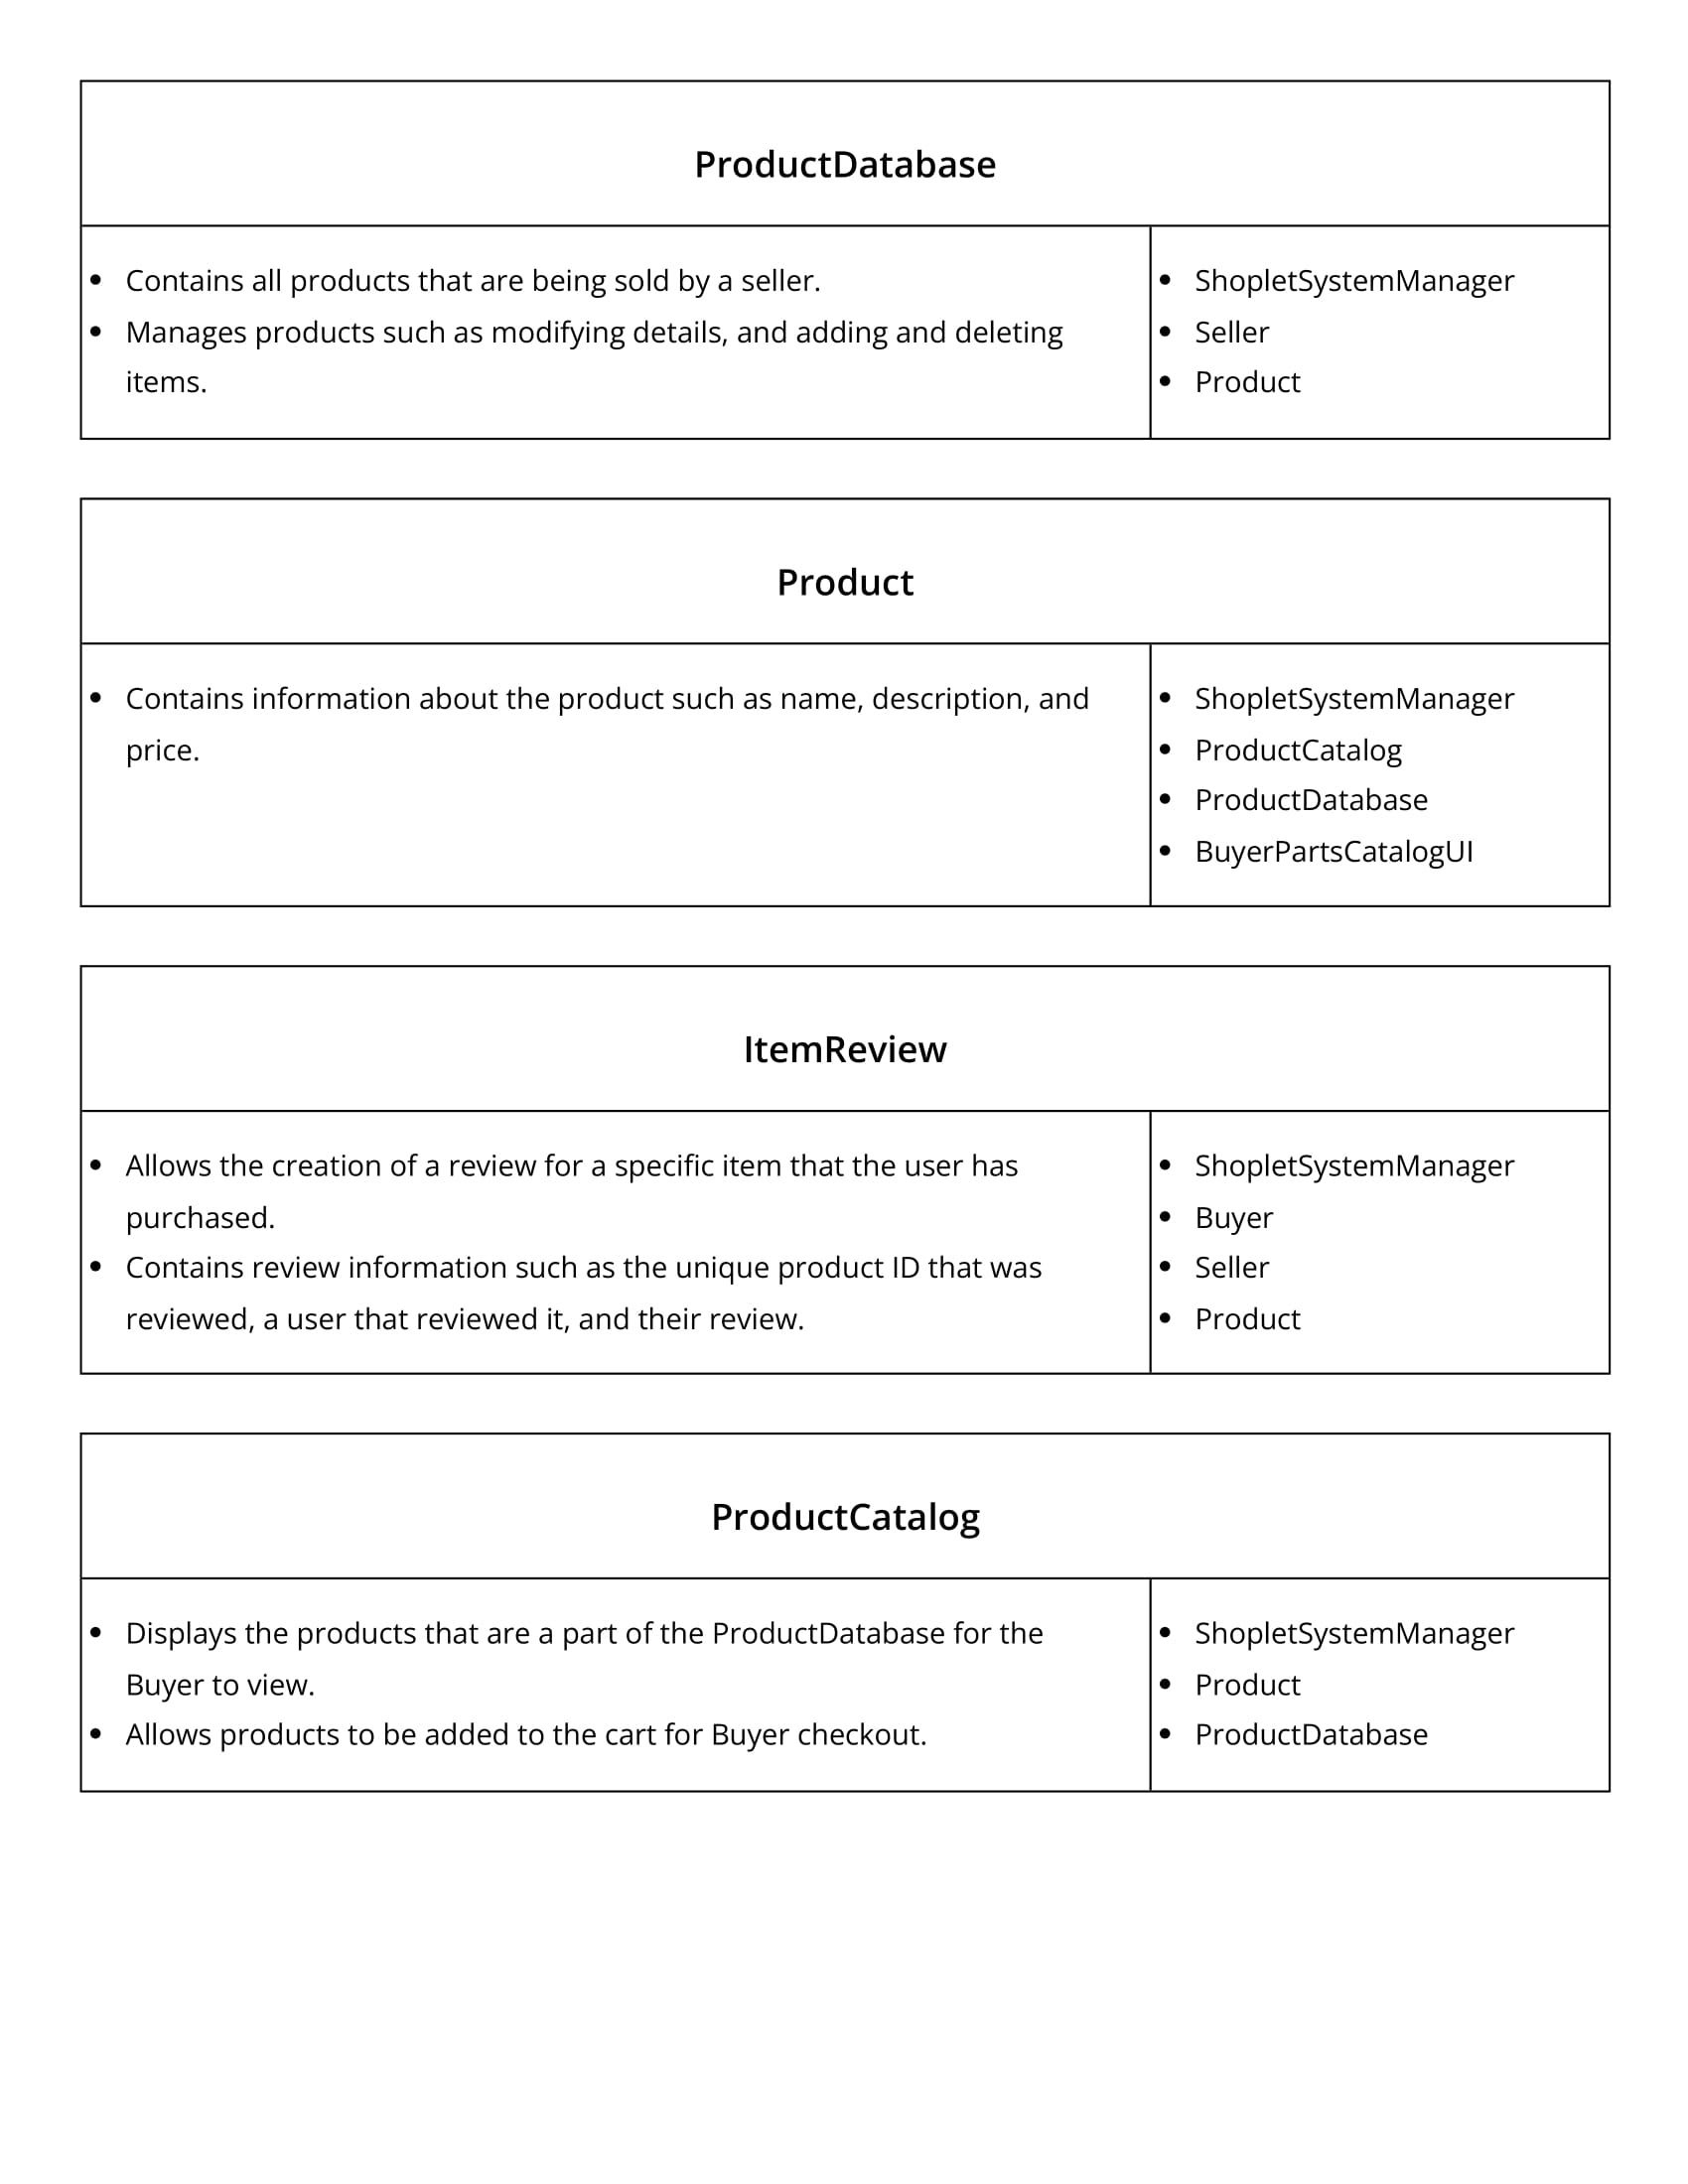 ProductDatabase
• Contains all products that are being sold by a seller.
• Manages products such as modifying details, and adding and deleting
items.
• ShopletSystemManager
• Seller
• Product
Product
• Contains information about the product such as name, description, and
price.
• ShopletSystemManager
• ProductCatalog
• ProductDatabase
• BuyerPartsCatalogUI
ItemReview
• Allows the creation of a review for a specific item that the user has
purchased.
• Contains review information such as the unique product ID that was
reviewed, a user that reviewed it, and their review.
• ShopletSystemManager
• Buyer
• Seller
• Product
ProductCatalog
• Displays the products that are a part of the ProductDatabase for the
Buyer to view.
• Allows products to be added to the cart for Buyer checkout.
• ShopletSystemManager
• Product
• ProductDatabase